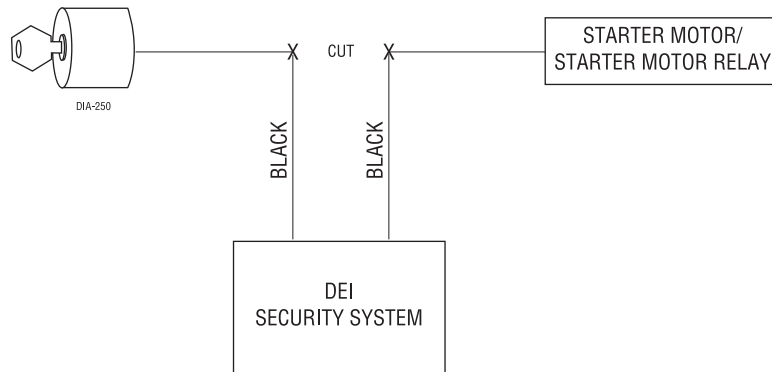 CUT
STARTER MOTOR/
STARTER MOTOR RELAY
DIA-250
BLACK
BLACK
DEI
SECURITY SYSTEM